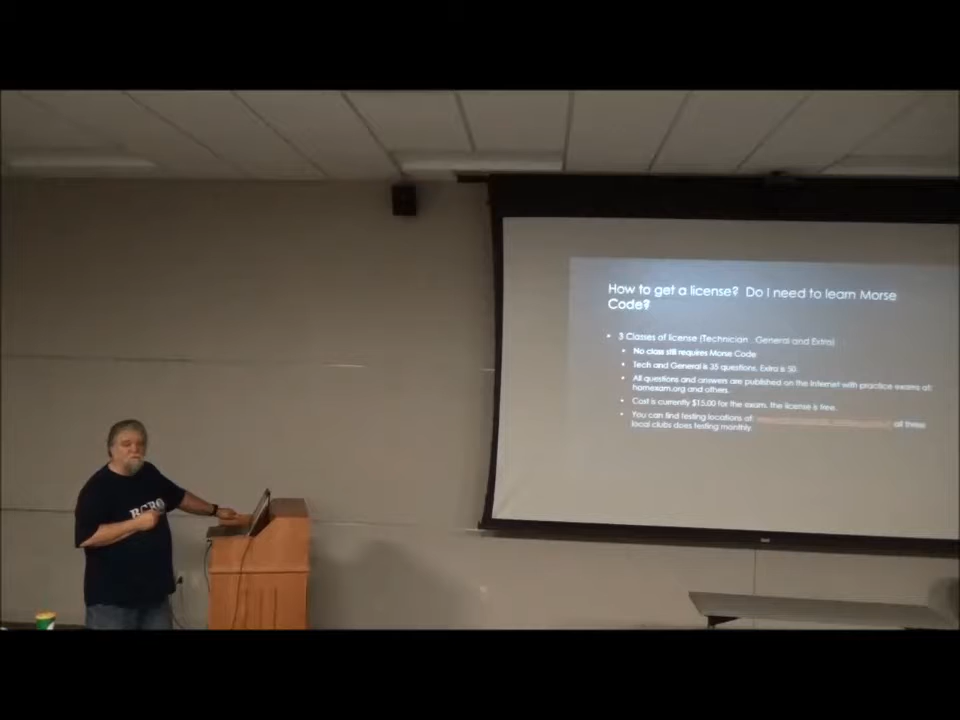 How to get a license? Do I need to learn Morse
Code?
3 Classes of license (Technician , General and Extra)
No class still requires Morse Code
Tech and General is 35 questions, Extra is 50.
All questions and answers are published on the Internet with practice exams at:
hamexam.org and others.
Cost is currently $15.00 for the exam, the license is free.
You can find testing locations at: all these
local clubs does testing monthly.